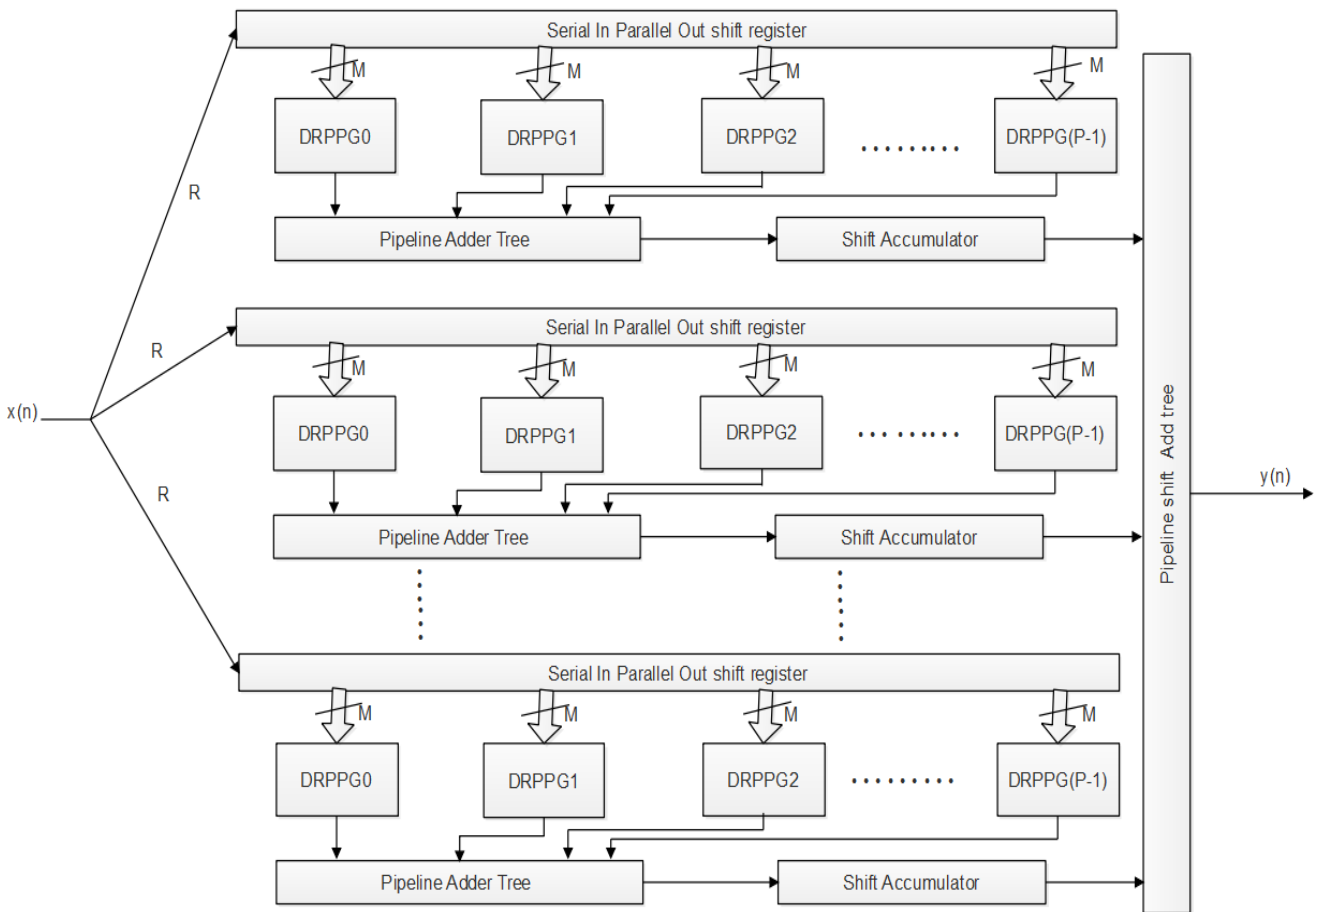 Serial In Parallel Out shift register
M M M M
DRPPG0 DRPPG1 DRPPG2 DRPPG(P-1)
R
Pipeline Adder Tree Shift Accumulator
Serial In Parallel Out shift register
R
M M M M
x(n)
DRPPG0 DRPPG1 DRPPG2 DRPPG(P-1)
R
Pipeline Adder Tree Shift Accumulator
Pipeline shift Add tree
y(n)
Serial In Parallel Out shift register
M M M M
DRPPG0 DRPPG1 DRPPG2 DRPPG(P-1)
Pipeline Adder Tree Shift Accumulator